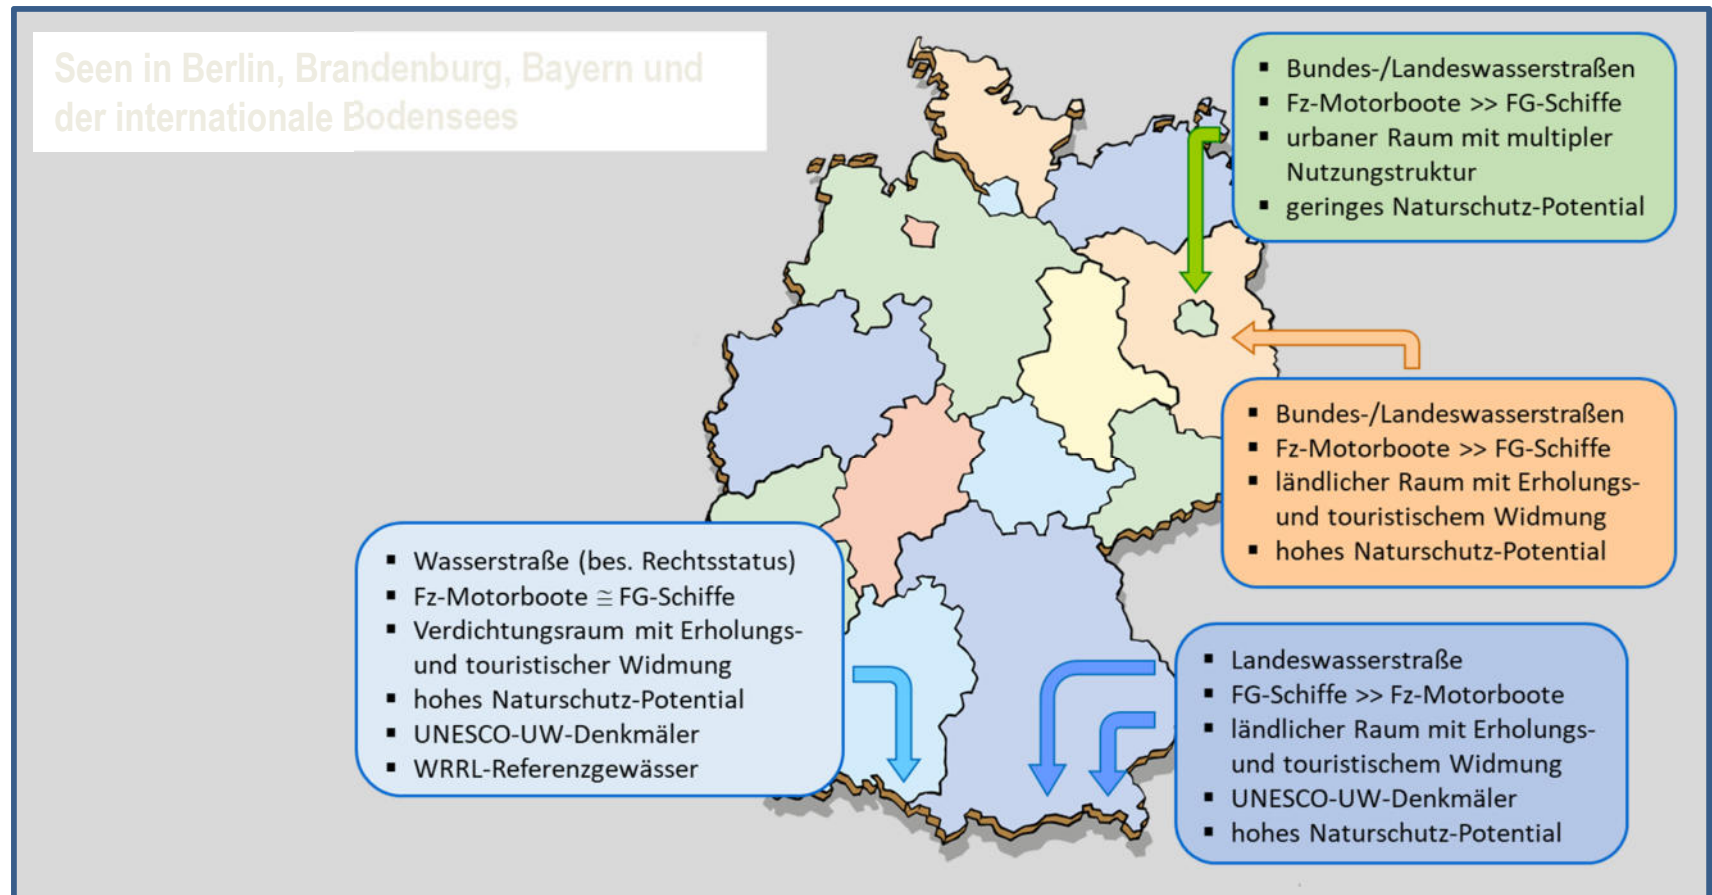 Seen in Berlin, Brandenburg, Bayern und
der internationale Bodensees
▪ Bundes-/Landeswasserstraßen
▪ Fz-Motorboote >> FG-Schiffe
▪ urbaner Raum mit multipler
Nutzungstruktur
▪ geringes Naturschutz-Potential
▪ Bundes-/Landeswasserstraßen
▪ Fz-Motorboote >> FG-Schiffe
▪ ländlicher Raum mit Erholungs-
und touristischem Widmung
▪ hohes Naturschutz-Potential
▪ Wasserstraße (bes. Rechtsstatus)
▪ Fz-Motorboote ≅ FG-Schiffe
▪ Verdichtungsraum mit Erholungs-
und touristischer Widmung
▪ hohes Naturschutz-Potential
▪ UNESCO-UW-Denkmäler
▪ WRRL-Referenzgewässer
▪ Landeswasserstraße
▪ FG-Schiffe >> Fz-Motorboote
▪ ländlicher Raum mit Erholungs-
und touristischem Widmung
▪ UNESCO-UW-Denkmäler
▪ hohes Naturschutz-Potential